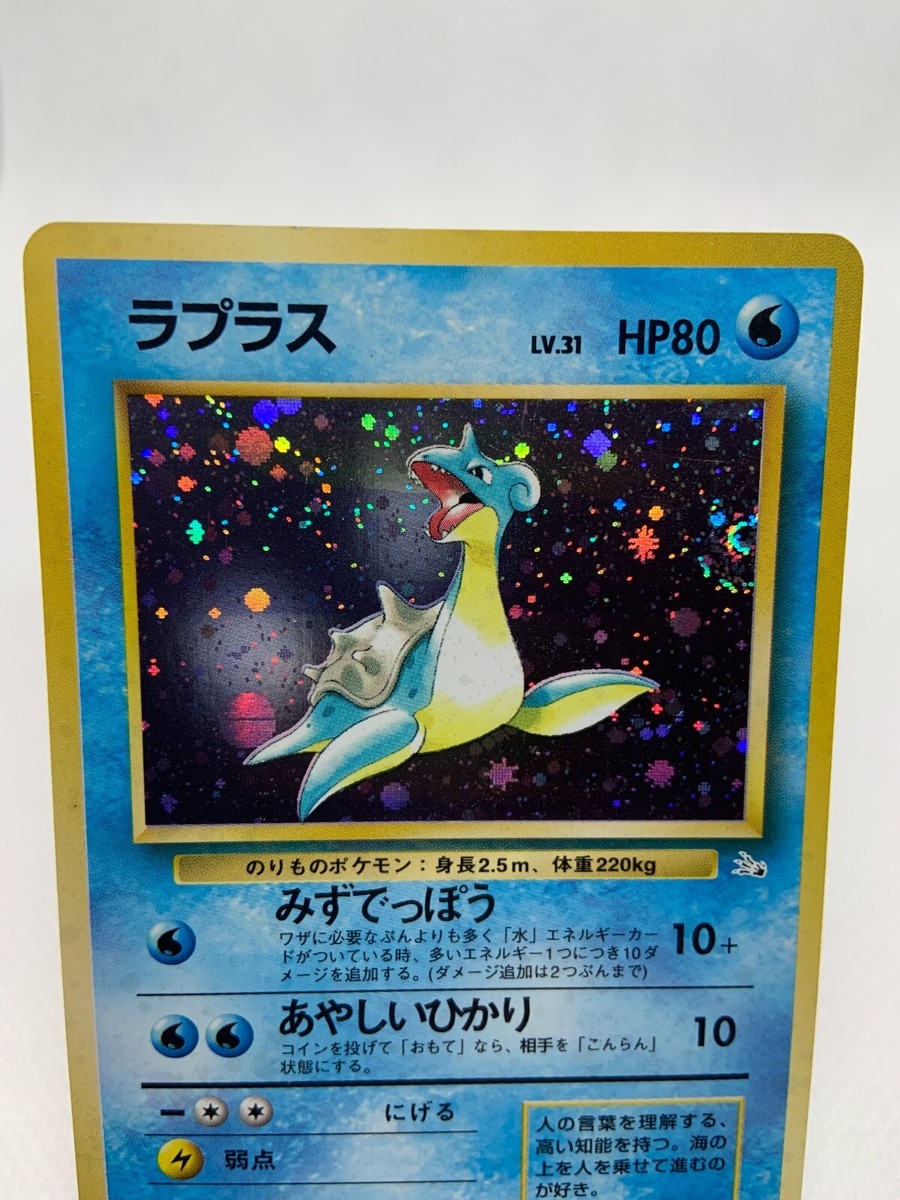 ラプラス LV.31 HP80
のりものポケモン：身長2.5m、体重220kg
みずでっぽう 10+
ワザに必要なぶんよりも多く「水」エネルギーカー
ドがついている時、多いエネルギー1つにつき10ダ
メージを追加する。(ダメージ追加は2つぶんまで)
あやしいひかり 10
コインを投げて「おもて」なら、相手を「こんらん」
状態にする。
にげる
弱点
人の言葉を理解する、
高い知能を持つ。海の
上を人を乗せて進むの
が好き。